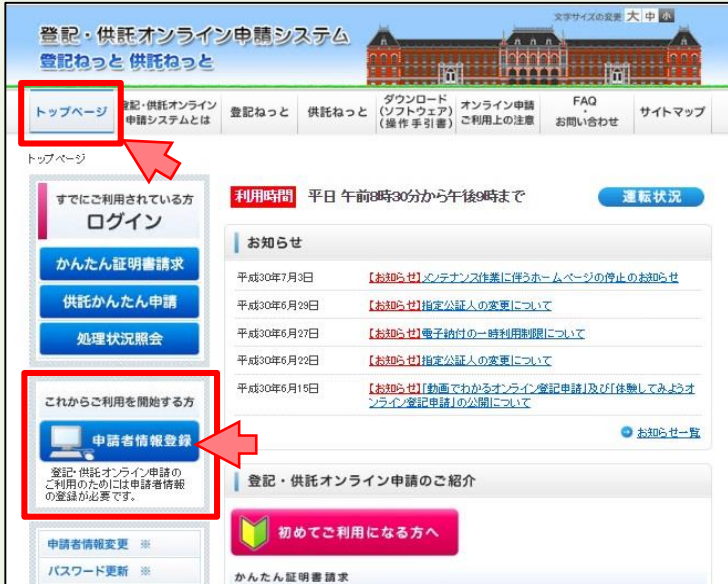 文字サイズの変更 大 中 小
登記・供託オンライン申請システム
登記ねっと 供託ねっと
トップページ
登記・供託オンライン
申請システムとは
登記ねっと
供託ねっと
ダウンロード
(ソフトウェア)
(操作手引書)
オンライン申請
ご利用上の注意
FAQ
・
お問い合わせ
サイトマップ
トップページ
すでにご利用されている方
ログイン
かんたん証明書請求
供託かんたん申請
処理状況照会
これからご利用を開始する方
申請者情報登録
登記・供託オンライン申請の
ご利用のためには申請者情報
の登録が必要です。
申請者情報変更 ※
パスワード更新 ※
利用時間 平日 午前8時30分から午後9時まで
運転状況
お知らせ
平成30年7月3日 【お知らせ】メンテナンス作業に伴うホームページの停止のお知らせ
平成30年6月29日 【お知らせ】指定公証人の変更について
平成30年6月27日 【お知らせ】電子納付の一時利用制限について
平成30年6月22日 【お知らせ】指定公証人の変更について
平成30年6月15日 【お知らせ】「動画でわかるオンライン登記申請」及び「体験してみようオ
ンライン登記申請」の公開について
お知らせ一覧
登記・供託オンライン申請のご紹介
初めてご利用になる方へ
かんたん証明書請求